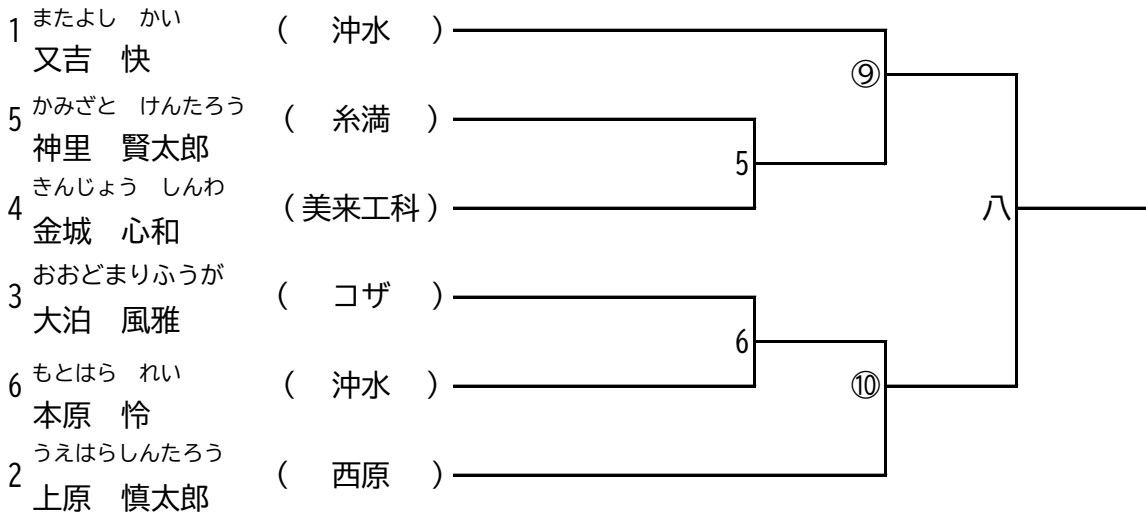 1 またよし　かい
又吉　快 （　沖水　）
⑨
5 かみざと　けんたろう
神里　賢太郎 （　糸満　）
5
4 きんじょう　しんわ
金城　心和 （美来工科）
八
3 おおどまりふうが
大泊　風雅 （　コザ　）
6
6 もとはら　れい
本原　怜 （　沖水　）
⑩
2 うえはらしんたろう
上原　慎太郎 （　西原　）